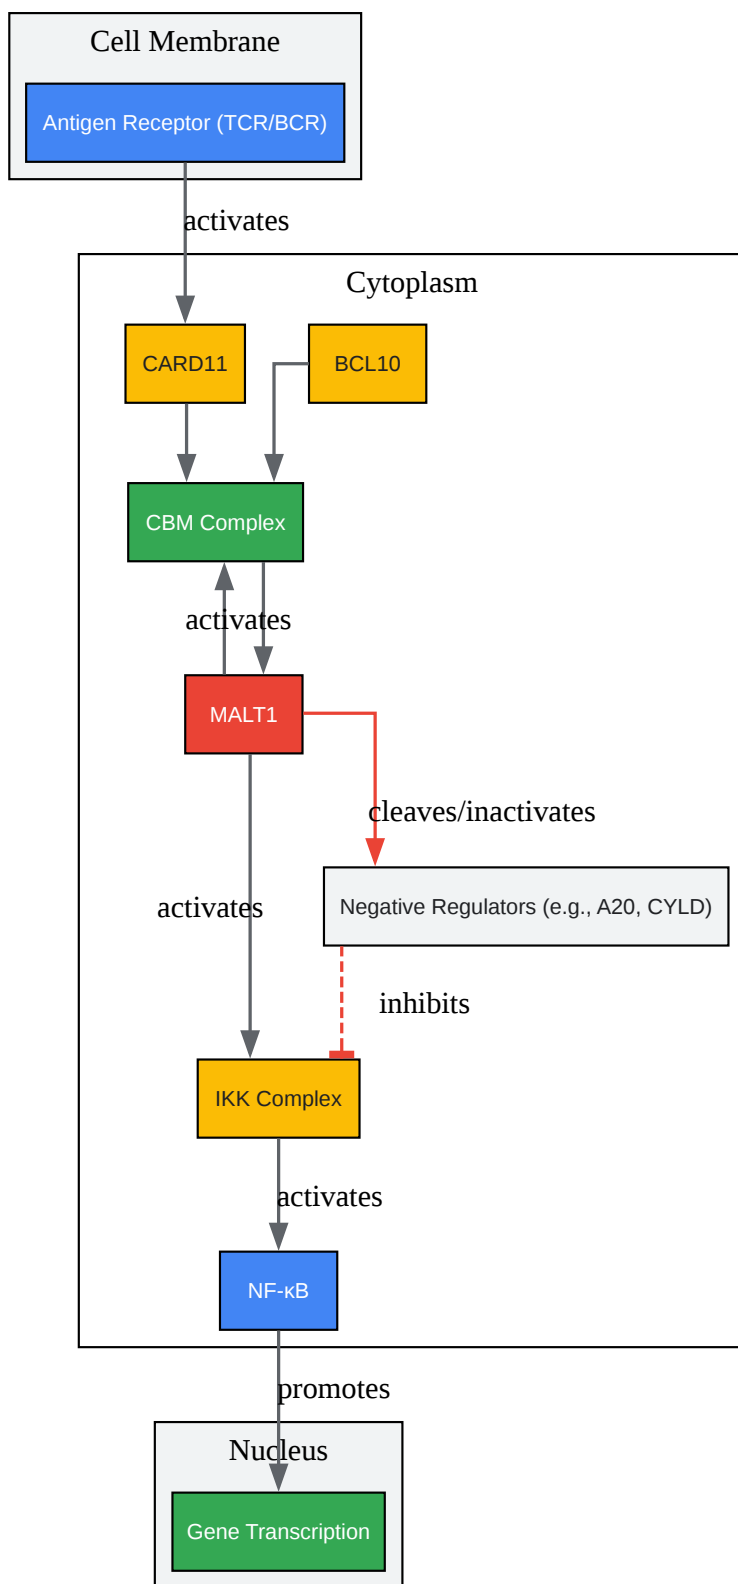 Cell Membrane
Antigen Receptor (TCR/BCR)
activates
Cytoplasm
CARD11
BCL10
CBM Complex
activates
MALT1
cleaves/inactivates
activates
Negative Regulators (e.g., A20, CYLD)
inhibits
IKK Complex
activates
NF-κB
promotes
Nucleus
Gene Transcription